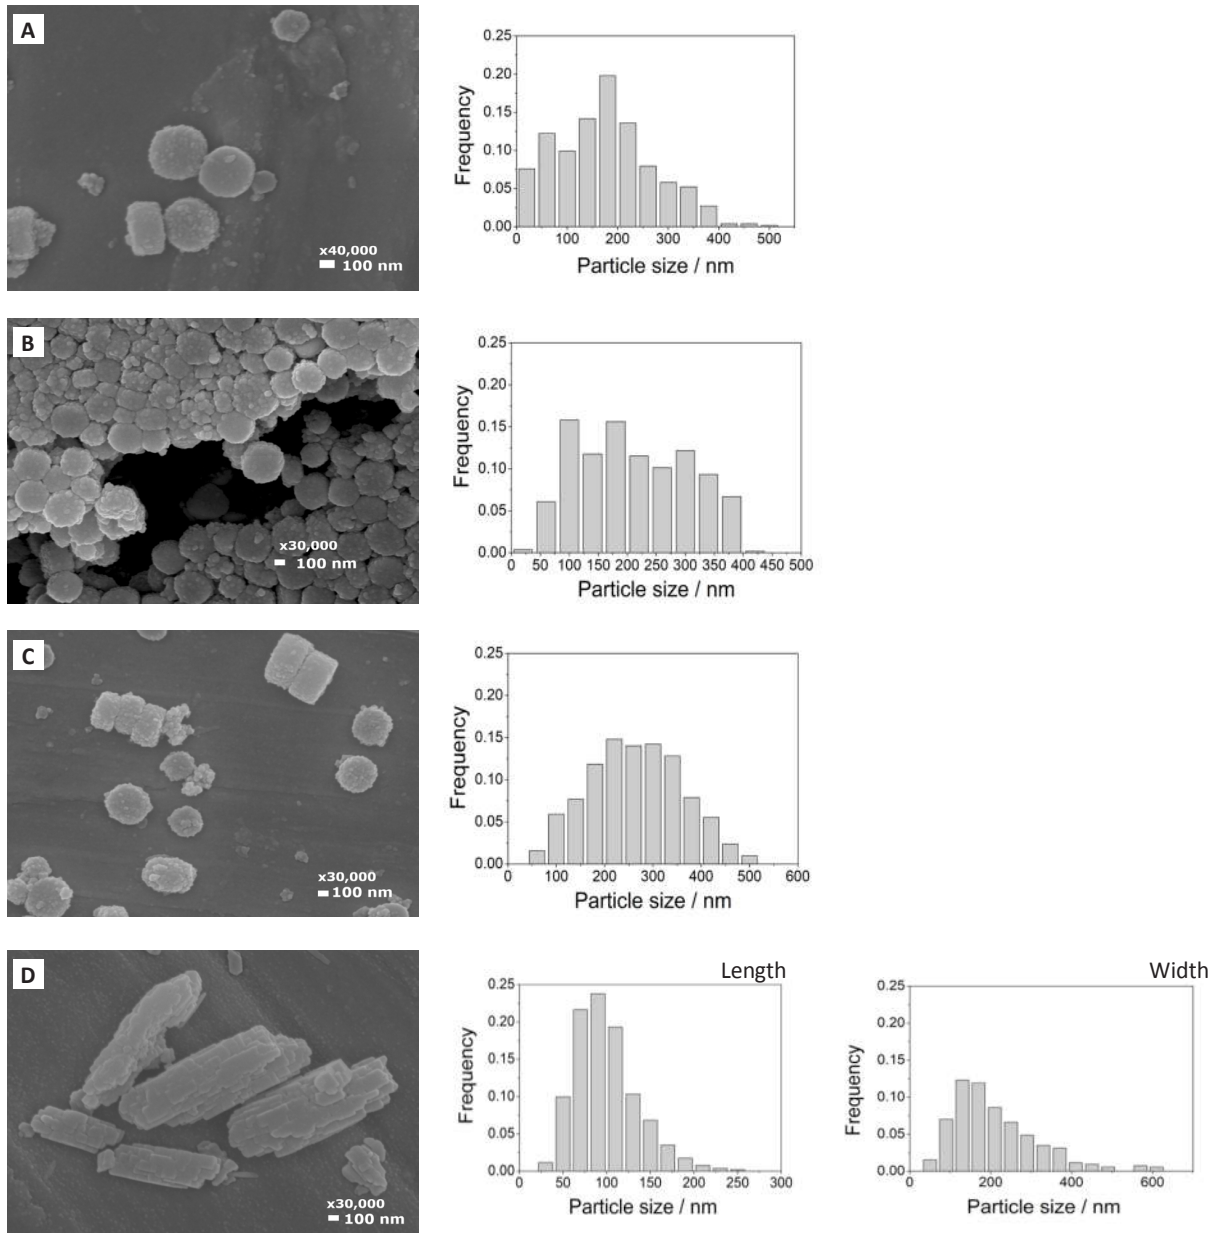 A
x40,000
100 nm
0.25
0.20
0.15
0.10
0.05
0.00
Frequency
0 100 200 300 400 500
Particle size / nm
B
x30,000
100 nm
0.25
0.20
0.15
0.10
0.05
0.00
Frequency
0 50 100 150 200 250 300 350 400 450 500
Particle size / nm
C
x30,000
100 nm
0.25
0.20
0.15
0.10
0.05
0.00
Frequency
0 100 200 300 400 500 600
Particle size / nm
D
x30,000
100 nm
Length
0.25
0.20
0.15
0.10
0.05
0.00
Frequency
0 50 100 150 200 250 300
Particle size / nm
Width
0.25
0.20
0.15
0.10
0.05
0.00
Frequency
0 200 400 600
Particle size / nm